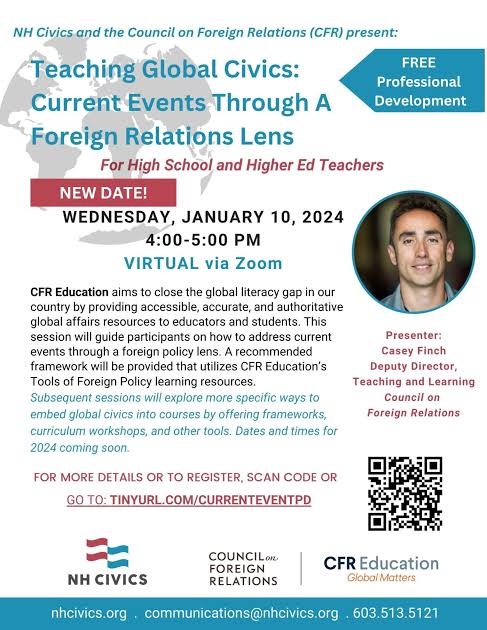 NH Civics and the Council on Foreign Relations (CFR) present:
Teaching Global Civics:
Current Events Through A
Foreign Relations Lens
FREE
Professional
Development
For High School and Higher Ed Teachers
NEW DATE!
WEDNESDAY, JANUARY 10, 2024
4:00-5:00 PM
VIRTUAL via Zoom
CFR Education aims to close the global literacy gap in our
country by providing accessible, accurate, and authoritative
global affairs resources to educators and students. This
session will guide participants on how to address current
events through a foreign policy lens. A recommended
framework will be provided that utilizes CFR Education's
Tools of Foreign Policy learning resources.
Subsequent sessions will explore more specific ways to
embed global civics into courses by offering frameworks,
curriculum workshops, and other tools. Dates and times for
2024 coming soon.
Presenter:
Casey Finch
Deputy Director,
Teaching and Learning
Council on
Foreign Relations
FOR MORE DETAILS OR TO REGISTER, SCAN CODE OR
GO TO: TINYURL.COM/CURRENTEVENTPD
NH CIVICS
COUNCIL on
FOREIGN
RELATIONS
CFR Education
Global Matters
nhcivics.org . communications@nhcivics.org . 603.513.5121